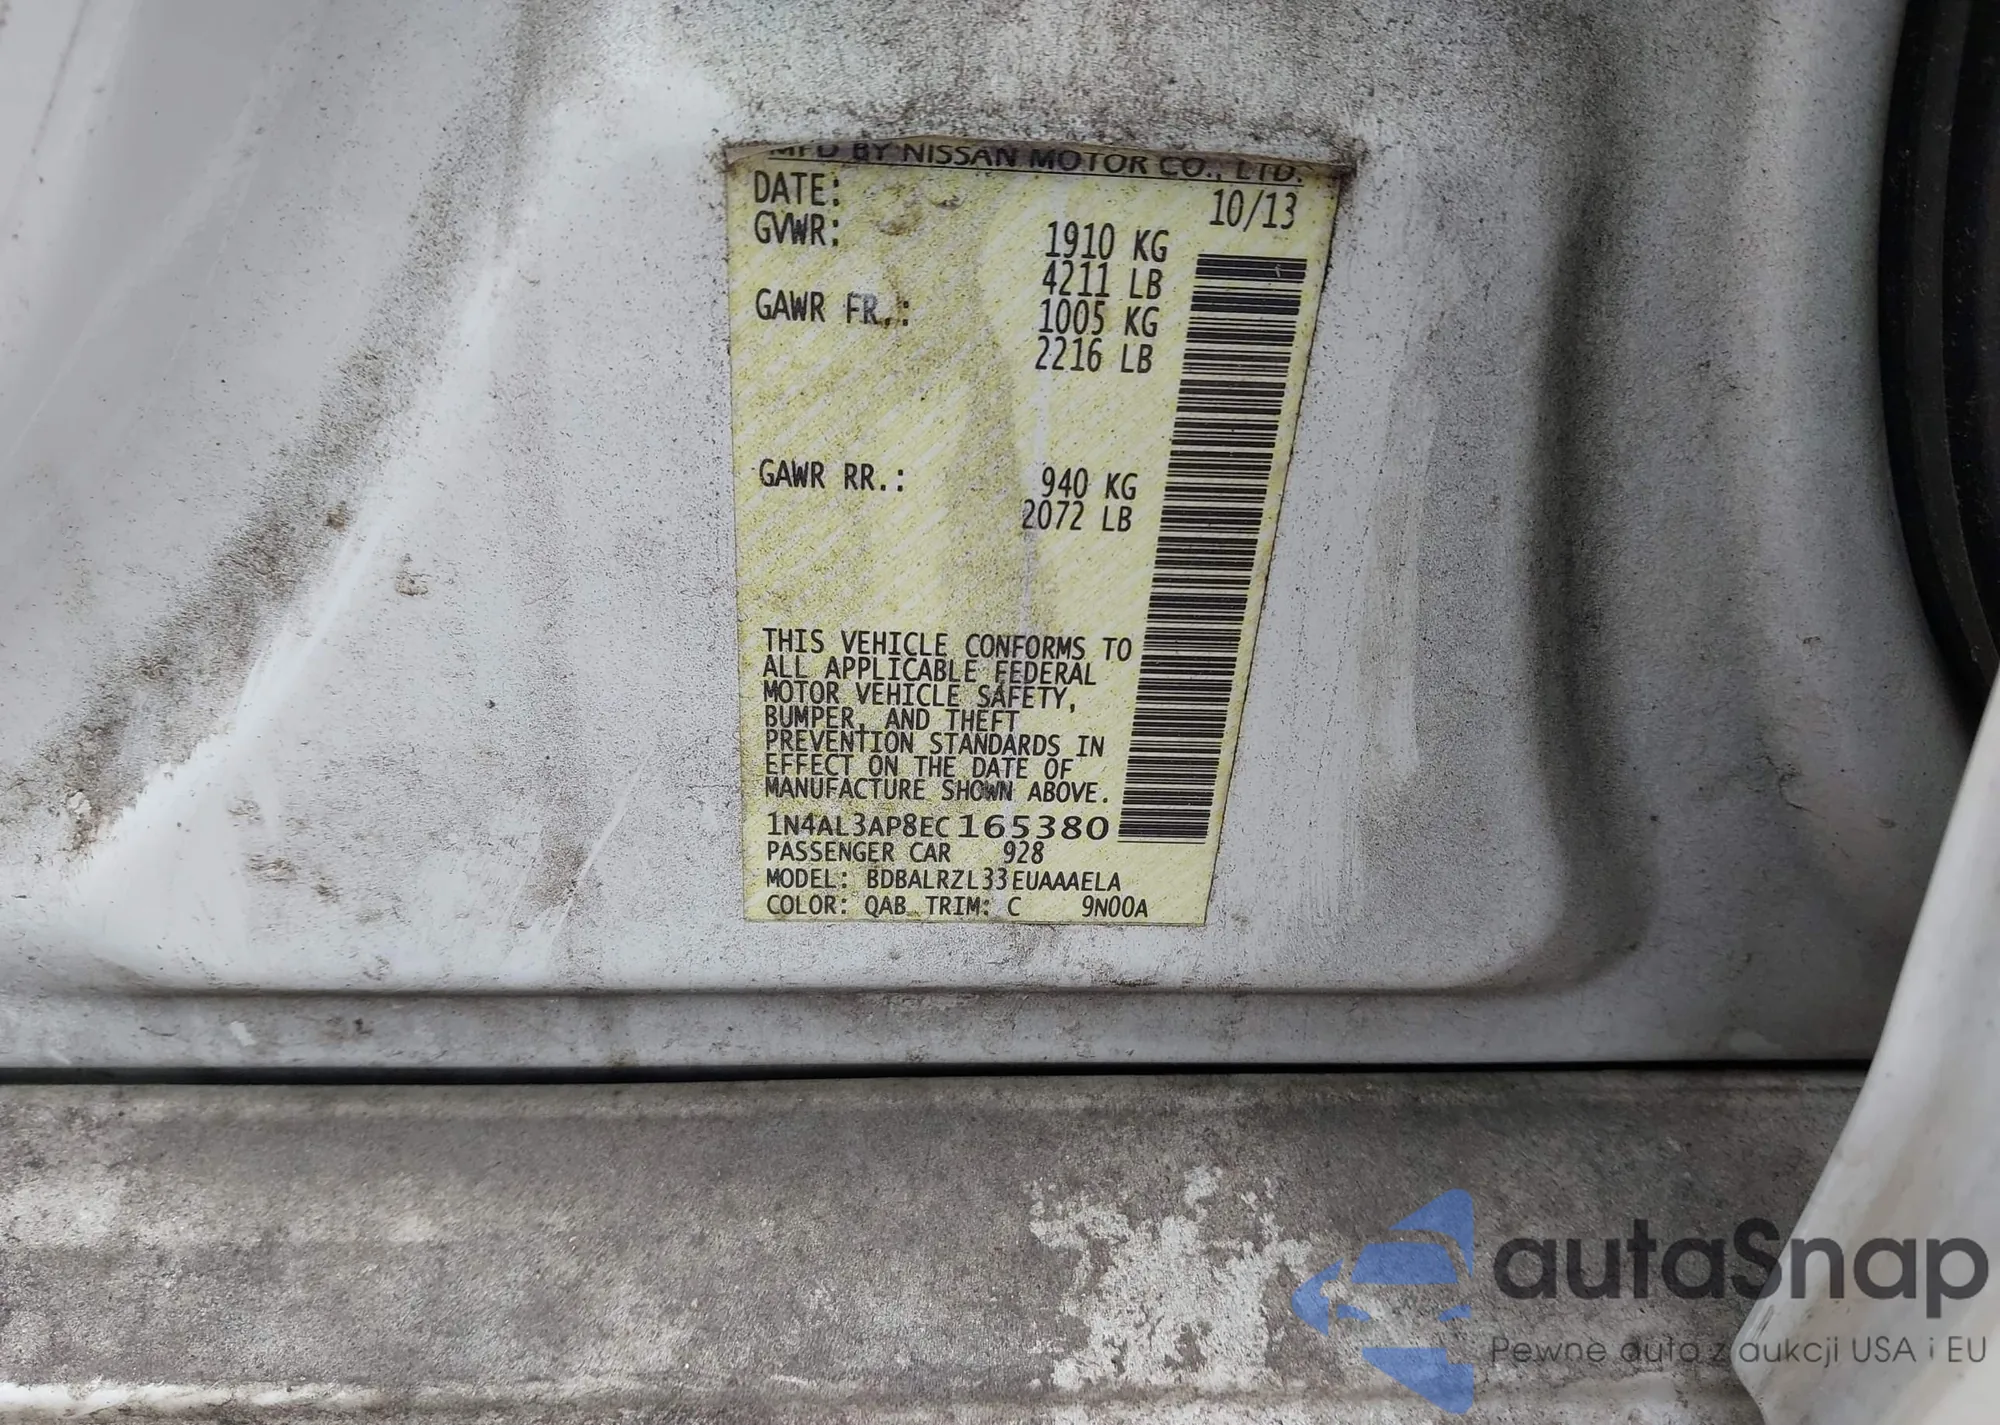 MFD BY NISSAN MOTOR CO., LTD.
DATE: 10/13
GVWR: 1910 KG
4211 LB
GAWR FR.: 1005 KG
2216 LB
GAWR RR.: 940 KG
2072 LB
THIS VEHICLE CONFORMS TO
ALL APPLICABLE FEDERAL
MOTOR VEHICLE SAFETY,
BUMPER, AND THEFT
PREVENTION STANDARDS IN
EFFECT ON THE DATE OF
MANUFACTURE SHOWN ABOVE.
1N4AL3AP8EC165380
PASSENGER CAR 928
MODEL: BDBALRZL33EUAAAELA
COLOR: QAB TRIM: C 9N00A
autaSnap
Pewne auta z aukcji USA i EU